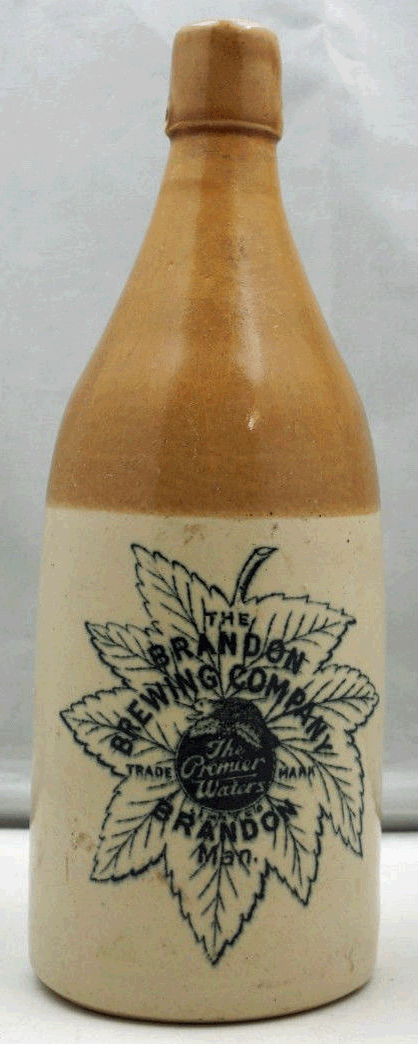 THE
BRANDON
BREWING COMPANY
The
TRADE Premier MARK
Waters
BRANDON
Man.